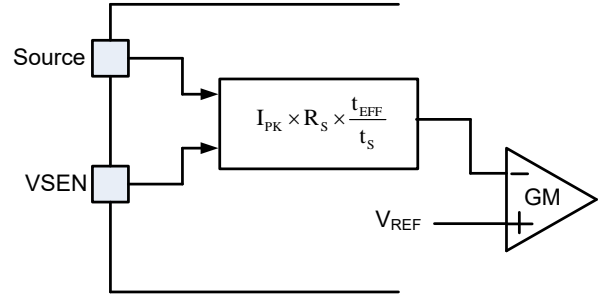 Source
I_PK × R_S × t_EFF / t_S
VSEN
−
GM
V_REF
+